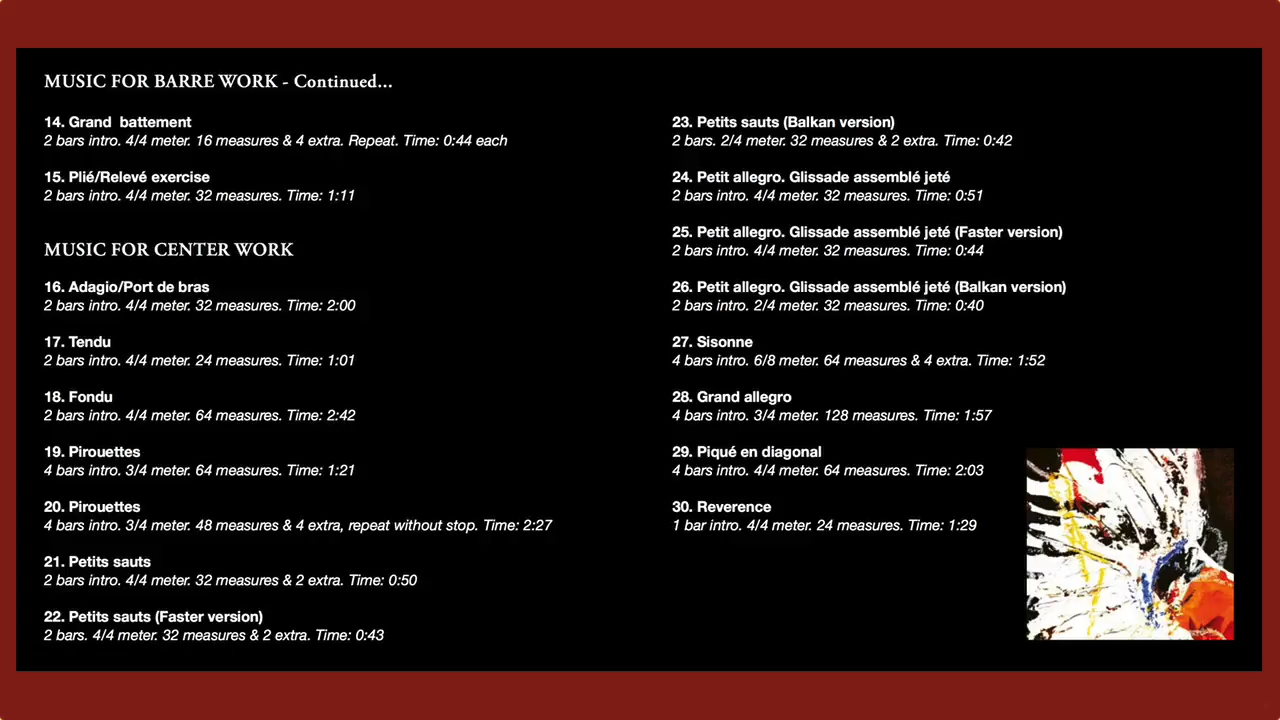 MUSIC FOR BARRE WORK - Continued...
14. Grand battement
2 bars intro. 4/4 meter. 16 measures & 4 extra. Repeat. Time: 0:44 each
15. Plié/Relevé exercise
2 bars intro. 4/4 meter. 32 measures. Time: 1:11
MUSIC FOR CENTER WORK
16. Adagio/Port de bras
2 bars intro. 4/4 meter. 32 measures. Time: 2:00
17. Tendu
2 bars intro. 4/4 meter. 24 measures. Time: 1:01
18. Fondu
2 bars intro. 4/4 meter. 64 measures. Time: 2:42
19. Pirouettes
4 bars intro. 3/4 meter. 64 measures. Time: 1:21
20. Pirouettes
4 bars intro. 3/4 meter. 48 measures & 4 extra, repeat without stop. Time: 2:27
21. Petits sauts
2 bars intro. 4/4 meter. 32 measures & 2 extra. Time: 0:50
22. Petits sauts (Faster version)
2 bars. 4/4 meter. 32 measures & 2 extra. Time: 0:43
23. Petits sauts (Balkan version)
2 bars. 2/4 meter. 32 measures & 2 extra. Time: 0:42
24. Petit allegro. Glissade assemblé jeté
2 bars intro. 4/4 meter. 32 measures. Time: 0:51
25. Petit allegro. Glissade assemblé jeté (Faster version)
2 bars intro. 4/4 meter. 32 measures. Time: 0:44
26. Petit allegro. Glissade assemblé jeté (Balkan version)
2 bars intro. 2/4 meter. 32 measures. Time: 0:40
27. Sisonne
4 bars intro. 6/8 meter. 64 measures & 4 extra. Time: 1:52
28. Grand allegro
4 bars intro. 3/4 meter. 128 measures. Time: 1:57
29. Piqué en diagonal
4 bars intro. 4/4 meter. 64 measures. Time: 2:03
30. Reverence
1 bar intro. 4/4 meter. 24 measures. Time: 1:29